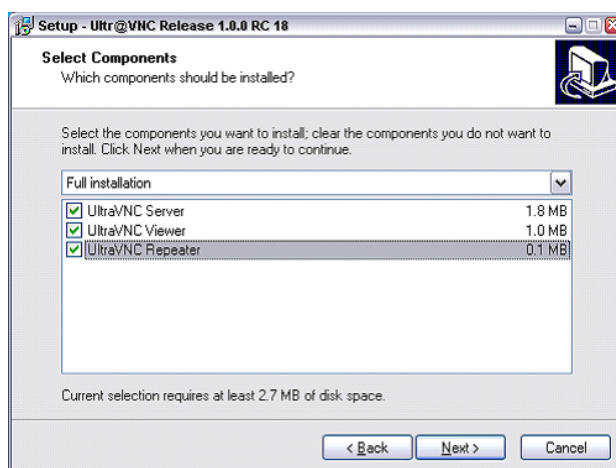 Setup - Ultr@VNC Release 1.0.0 RC 18
Select Components
Which components should be installed?
Select the components you want to install; clear the components you do not want to
install. Click Next when you are ready to continue.
Full installation
UltraVNC Server 1.8 MB
UltraVNC Viewer 1.0 MB
UltraVNC Repeater 0.1 MB
Current selection requires at least 2.7 MB of disk space.
< Back Next > Cancel